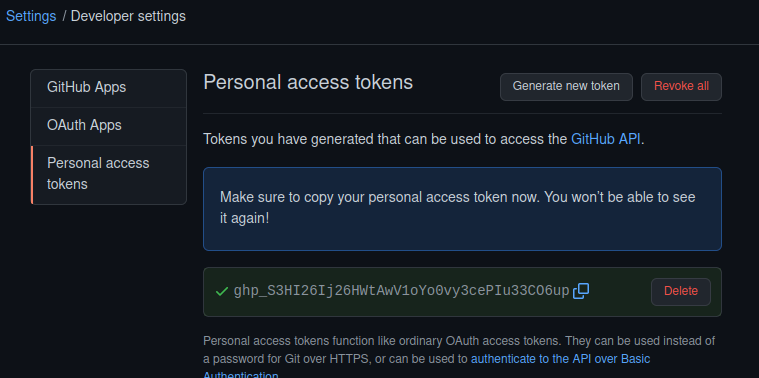 Settings / Developer settings
GitHub Apps
OAuth Apps
Personal access
tokens
Personal access tokens
Generate new token
Revoke all
Tokens you have generated that can be used to access the GitHub API.
Make sure to copy your personal access token now. You won't be able to see
it again!
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
Delete
Personal access tokens function like ordinary OAuth access tokens. They can be used instead of
a password for Git over HTTPS, or can be used to authenticate to the API over Basic
Authentication.